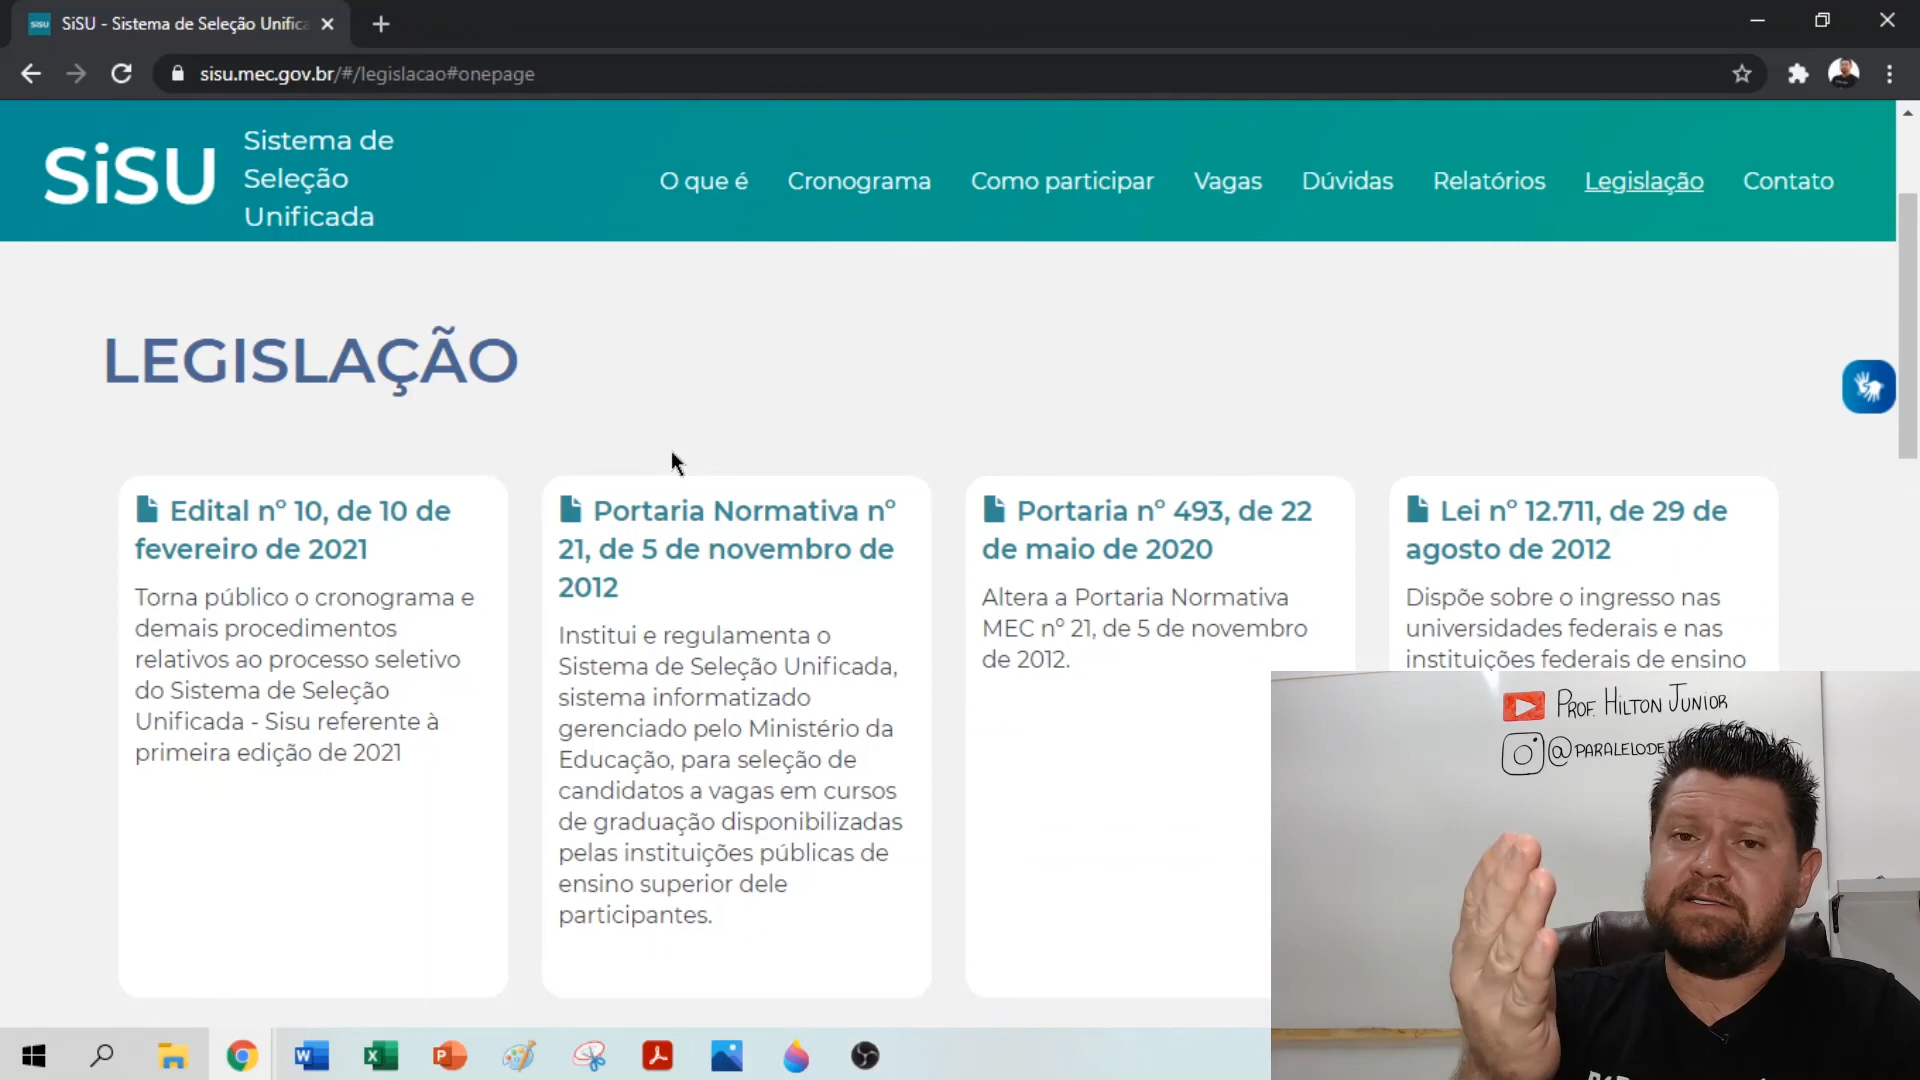 SiSU - Sistema de Seleção Unific
sisu.mec.gov.br/#/legislacao#onepage
SiSU
Sistema de
Seleção
Unificada
O que é
Cronograma
Como participar
Vagas
Dúvidas
Relatórios
Legislação
Contato
LEGISLAÇÃO
Edital nº 10, de 10 de
fevereiro de 2021
Torna público o cronograma e
demais procedimentos
relativos ao processo seletivo
do Sistema de Seleção
Unificada - Sisu referente à
primeira edição de 2021
Portaria Normativa nº
21, de 5 de novembro de
2012
Institui e regulamenta o
Sistema de Seleção Unificada,
sistema informatizado
gerenciado pelo Ministério da
Educação, para seleção de
candidatos a vagas em cursos
de graduação disponibilizadas
pelas instituições públicas de
ensino superior dele
participantes.
Portaria nº 493, de 22
de maio de 2020
Altera a Portaria Normativa
MEC nº 21, de 5 de novembro
de 2012.
Lei nº 12.711, de 29 de
agosto de 2012
Dispõe sobre o ingresso nas
universidades federais e nas
instituições federais de ensino
PROF. HILTON JUNIOR